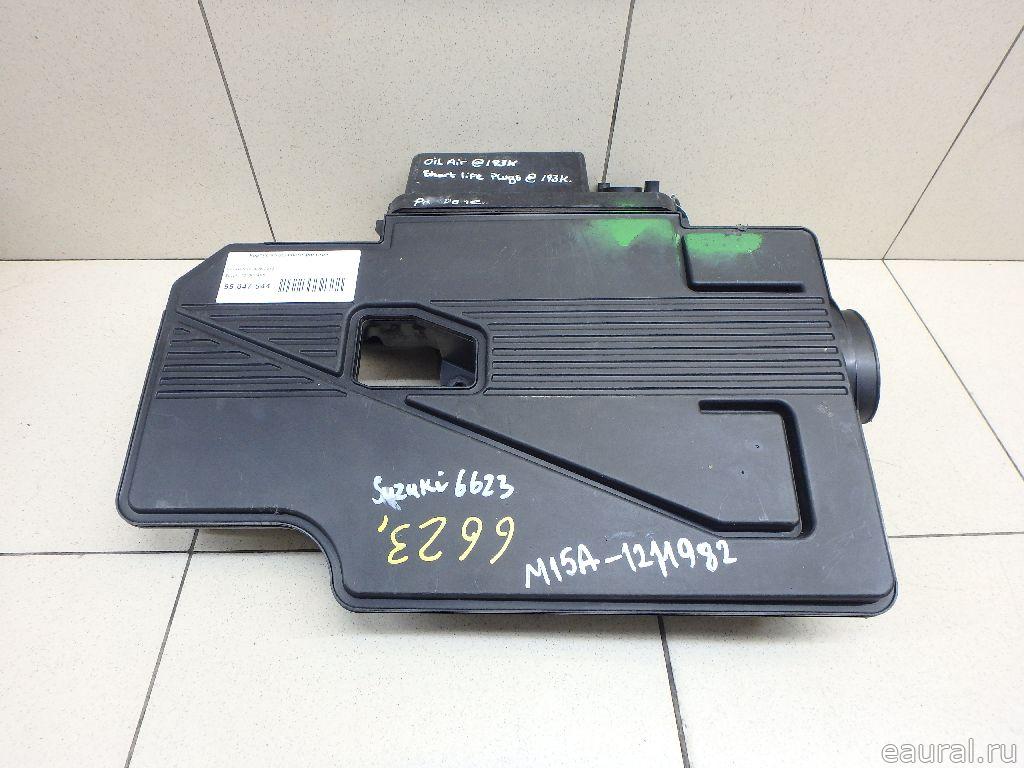 OIL Air @ 193K
Short life Plugs @ 193K.
55 047 544
Suzuki 6623
6623,
M15A-1211982
eaural.ru